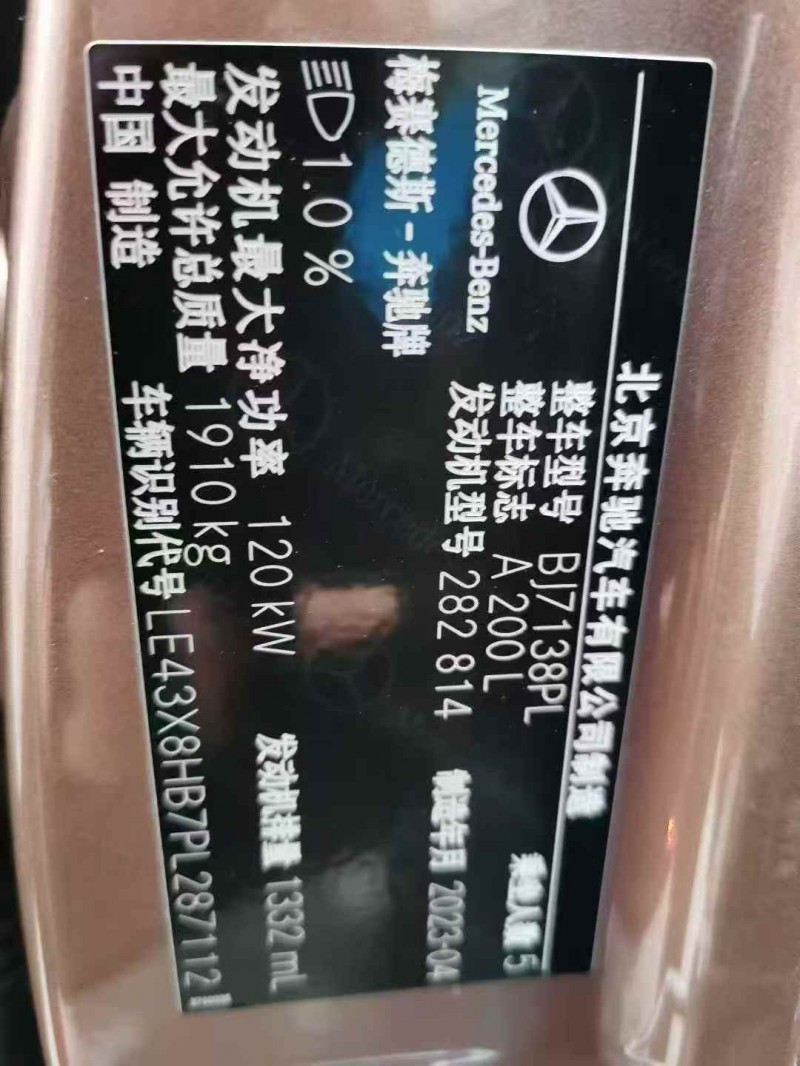 北京奔驰汽车有限公司制造
Mercedes-Benz
整车型号 BJ7138PL 乘坐人数 5
整车标志 A 200 L
梅赛德斯-奔驰牌 发动机型号 282 814 制造年月 2023-04
1.0 %
发动机最大净功率 120 kW 发动机排量 1332 mL
最大允许总质量 1910 kg
中国 制造 车辆识别代号 LE43X8HB7PL287112